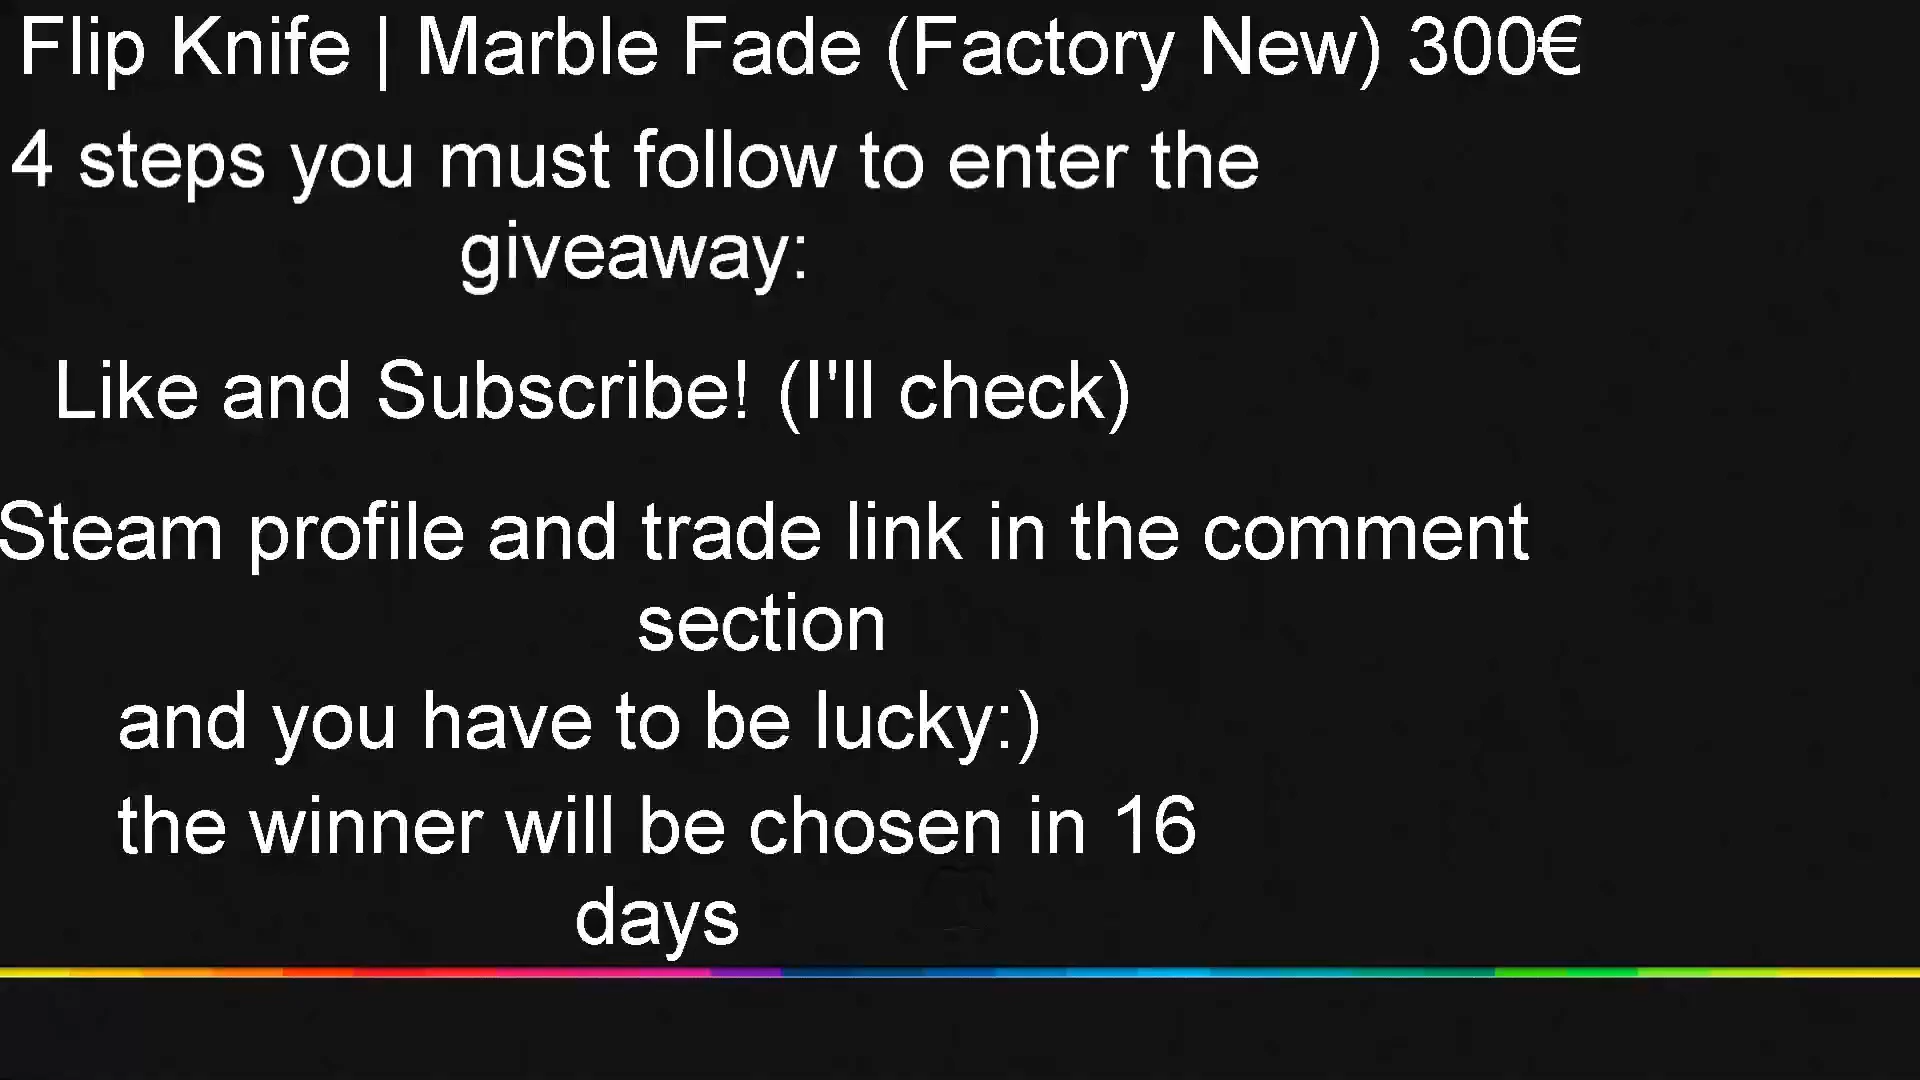 Flip Knife | Marble Fade (Factory New) 300€
4 steps you must follow to enter the
giveaway:
Like and Subscribe! (I'll check)
Steam profile and trade link in the comment
section
and you have to be lucky:)
the winner will be chosen in 16
days